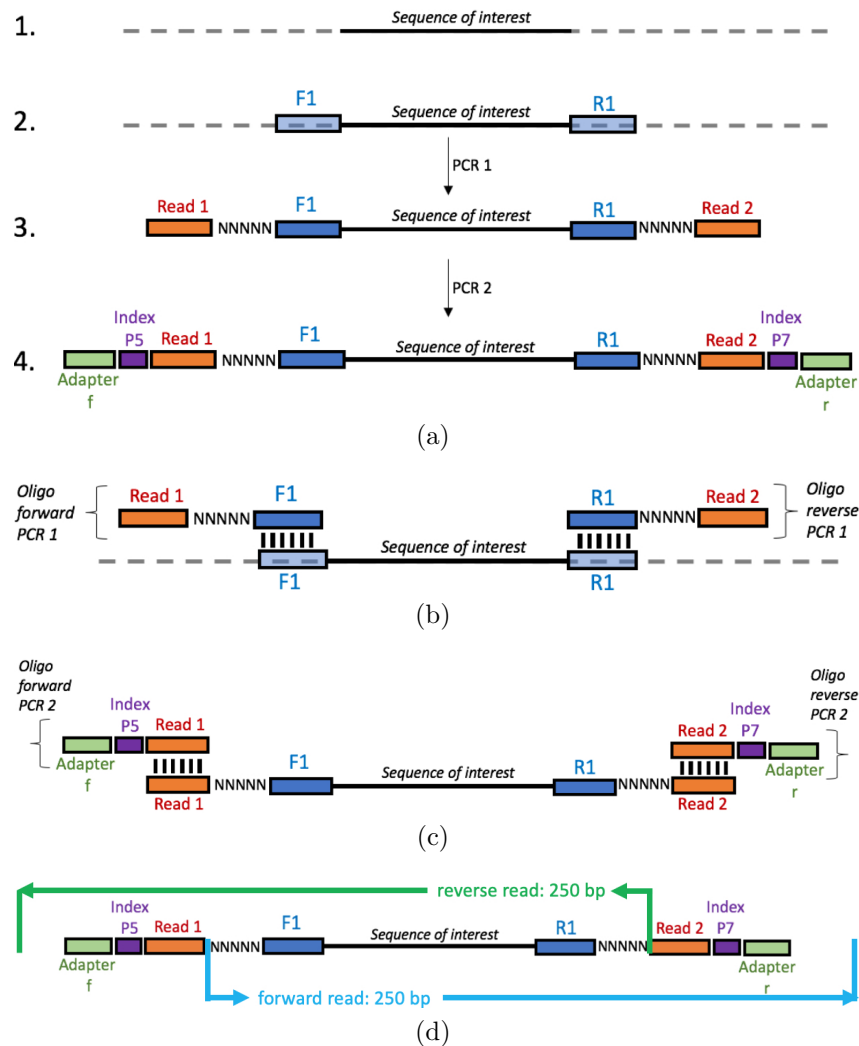 1.
Sequence of interest
2.
F1
Sequence of interest
R1
PCR 1
3.
Read 1
NNNNN
F1
Sequence of interest
R1
NNNNN
Read 2
PCR 2
4.
Adapter
f
Index
P5
Read 1
NNNNN
F1
Sequence of interest
R1
NNNNN
Read 2
Index
P7
Adapter
r
(a)
Oligo
forward
PCR 1
Read 1
NNNNN
F1
R1
NNNNN
Read 2
Oligo
reverse
PCR 1
Sequence of interest
F1
R1
(b)
Oligo
forward
PCR 2
Adapter
f
Index
P5
Read 1
Read 2
Index
P7
Adapter
r
Oligo
reverse
PCR 2
Read 1
NNNNN
F1
Sequence of interest
R1
NNNNN
Read 2
(c)
reverse read: 250 bp
Adapter
f
Index
P5
Read 1
NNNNN
F1
Sequence of interest
R1
NNNNN
Read 2
Index
P7
Adapter
r
forward read: 250 bp
(d)